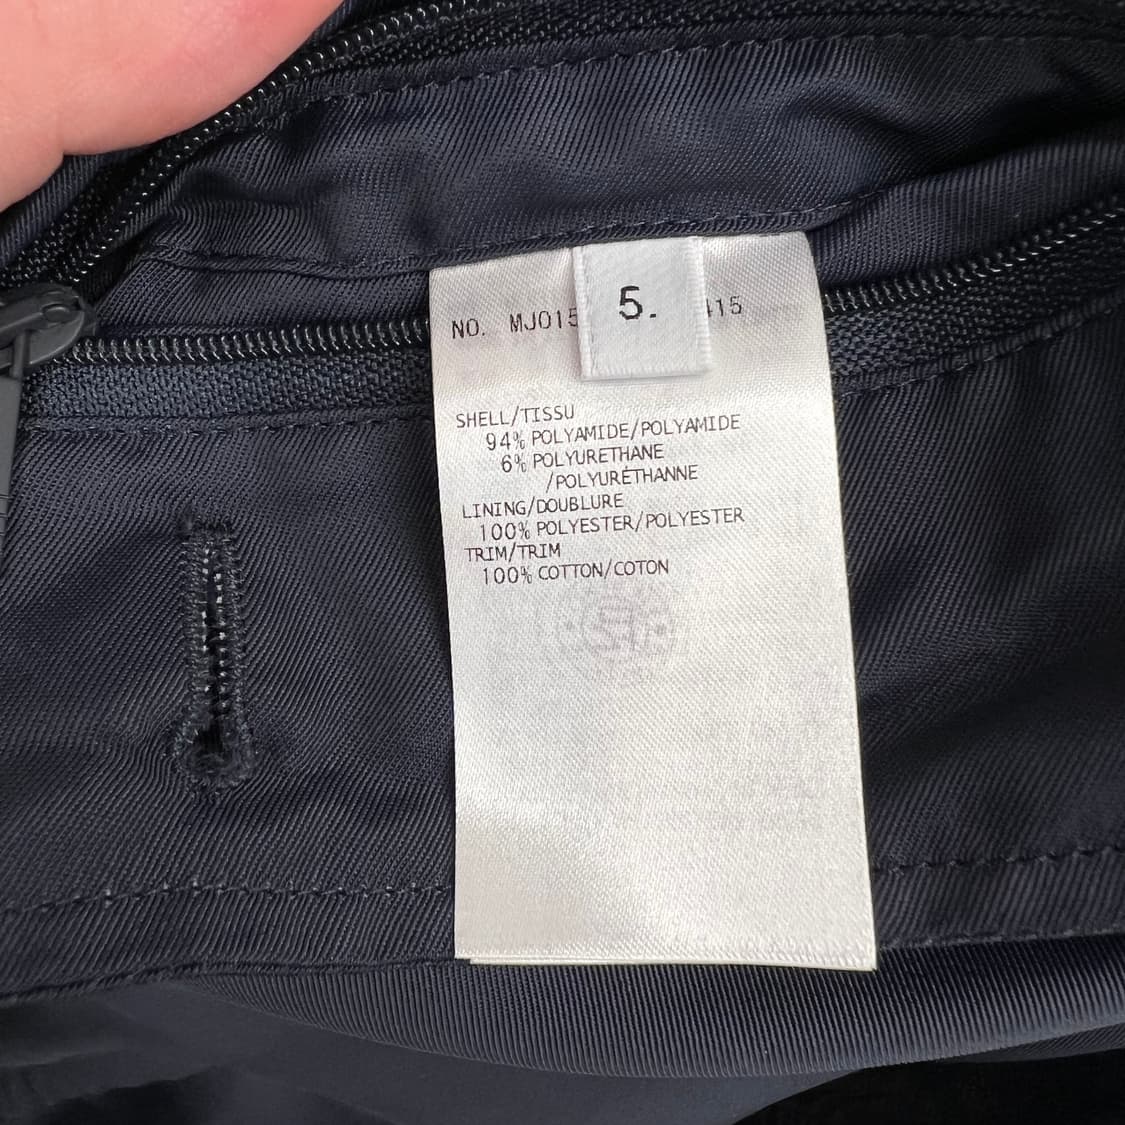 5.
NO. MJ015 415
SHELL/TISSU
94% POLYAMIDE/POLYAMIDE
6% POLYURETHANE
/POLYURÉTHANNE
LINING/DOUBLURE
100% POLYESTER/POLYESTER
TRIM/TRIM
100% COTTON/COTON